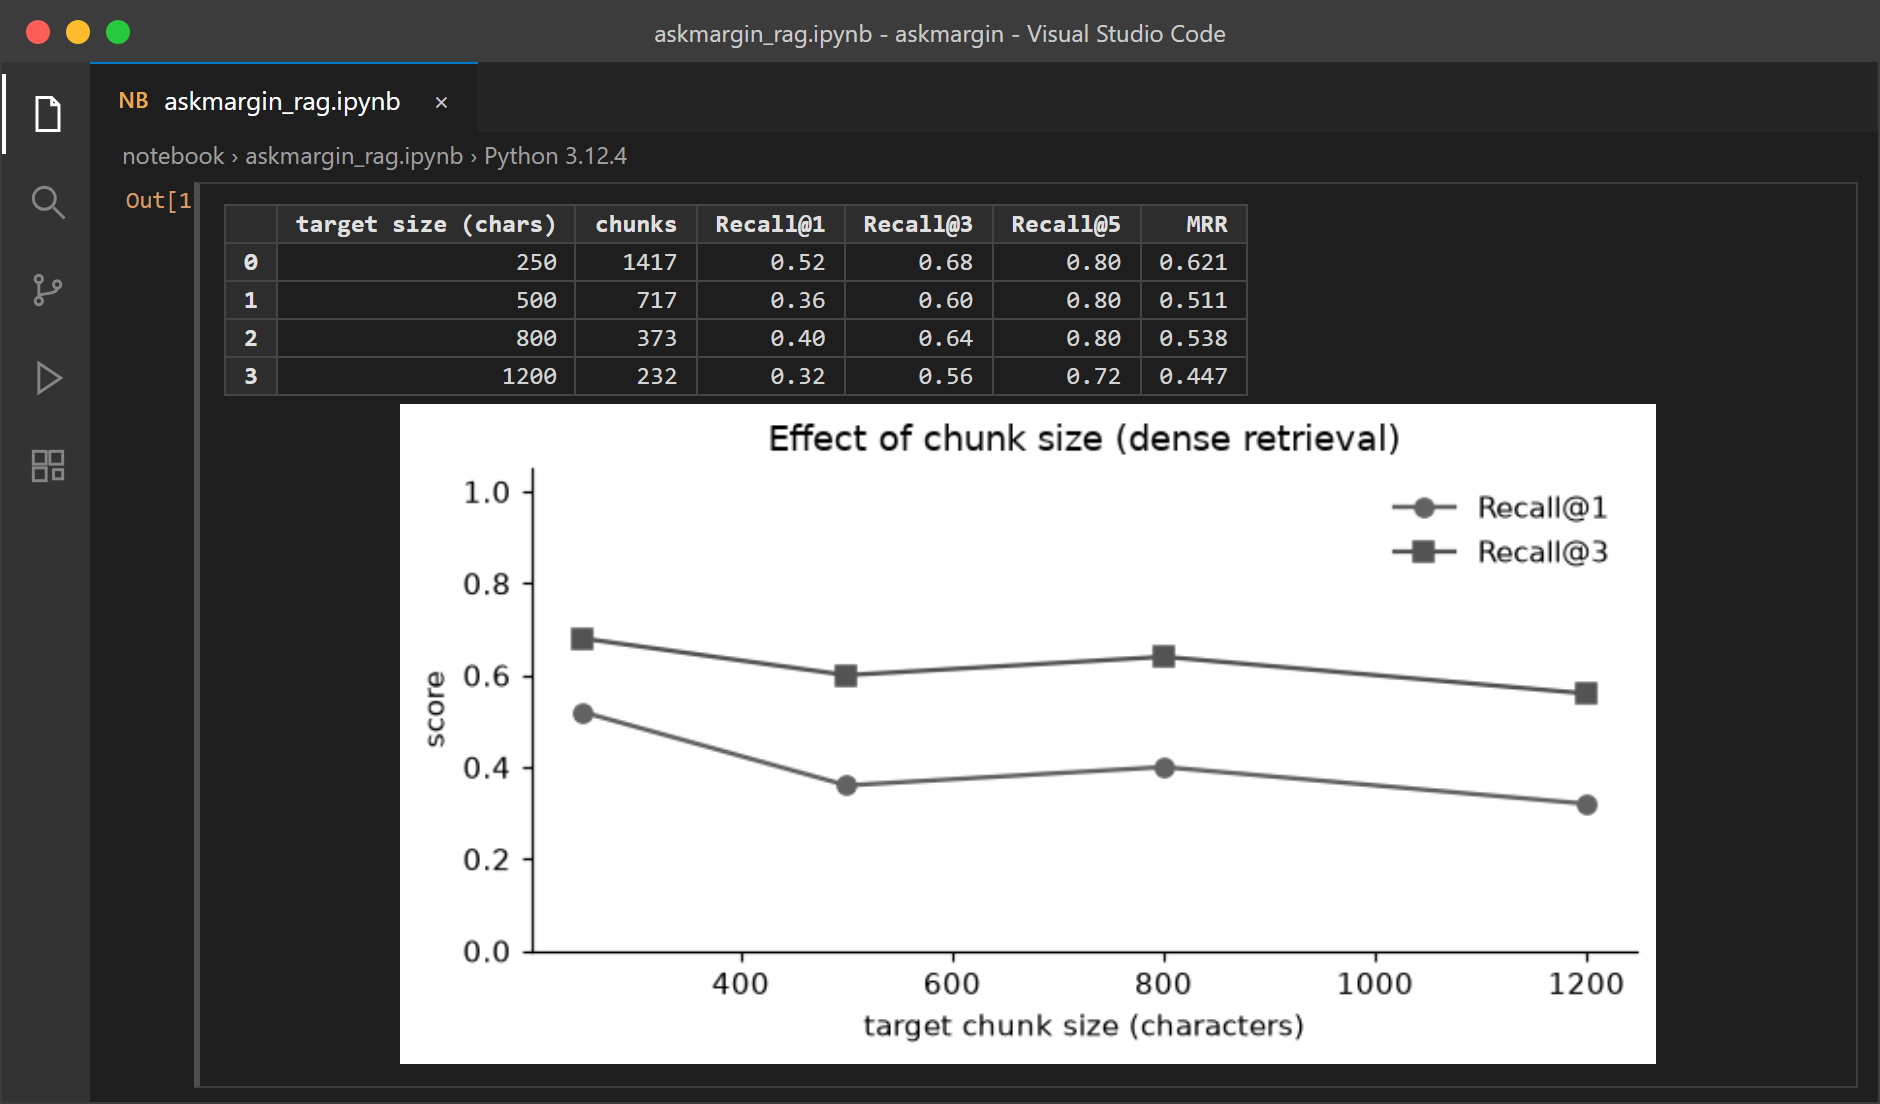 askmargin_rag.ipynb - askmargin - Visual Studio Code
NB askmargin_rag.ipynb ×
notebook › askmargin_rag.ipynb › Python 3.12.4
Out[1
target size (chars) chunks Recall@1 Recall@3 Recall@5 MRR
0 250 1417 0.52 0.68 0.80 0.621
1 500 717 0.36 0.60 0.80 0.511
2 800 373 0.40 0.64 0.80 0.538
3 1200 232 0.32 0.56 0.72 0.447
Effect of chunk size (dense retrieval)
Recall@1
Recall@3
score
1.0
0.8
0.6
0.4
0.2
0.0
400 600 800 1000 1200
target chunk size (characters)